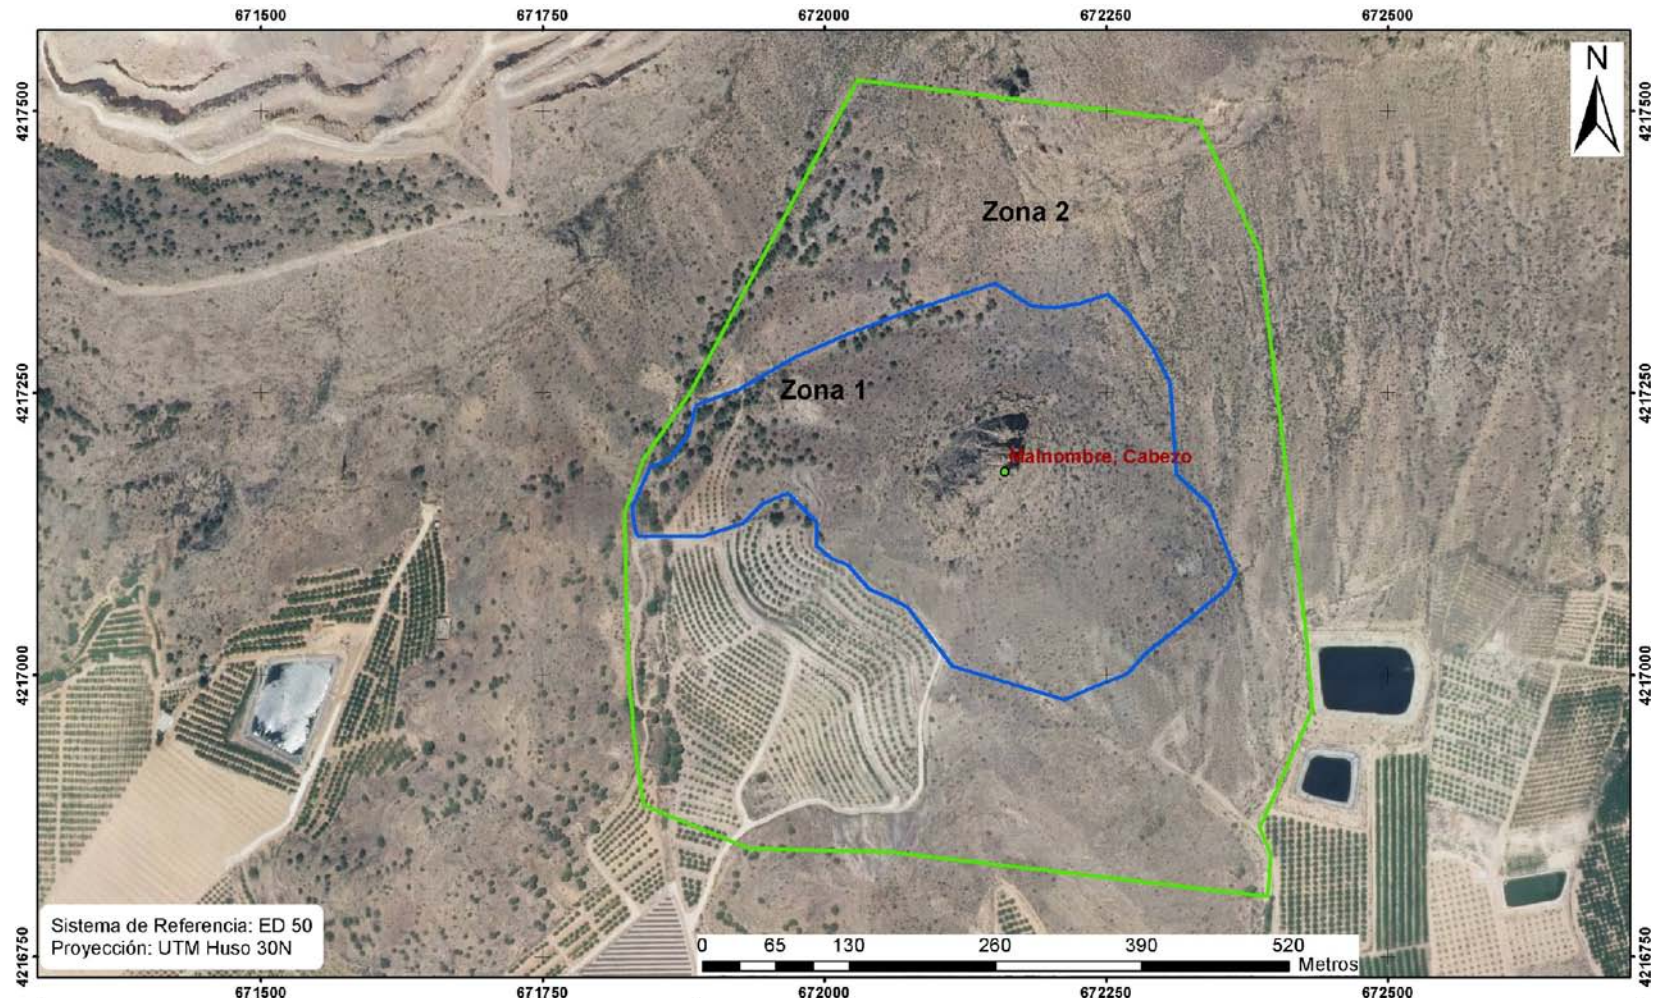 671500 671750 672000 672250 672500
N
4217500 4217500
Zona 2
4217250 4217250
Zona 1
Malnombre, Cabezo
4217000 4217000
Sistema de Referencia: ED 50
Proyección: UTM Huso 30N
0 65 130 260 390 520
Metros
4216750 4216750
671500 671750 672000 672250 672500